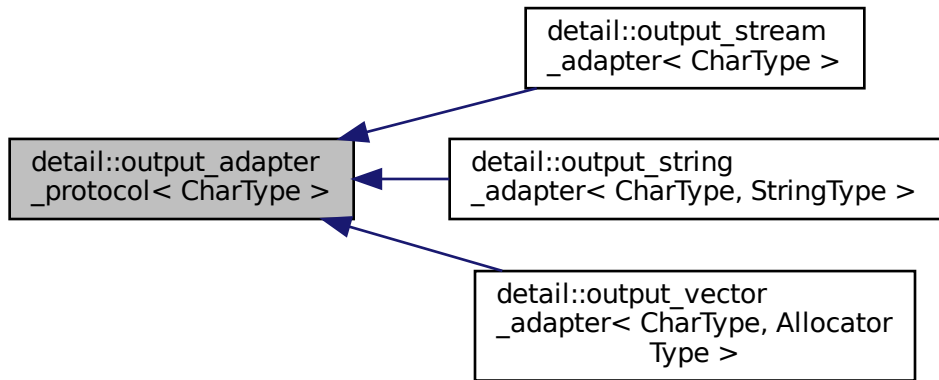 detail::output_stream
_adapter< CharType >
detail::output_adapter
_protocol< CharType >
detail::output_string
_adapter< CharType, StringType >
detail::output_vector
_adapter< CharType, Allocator
Type >